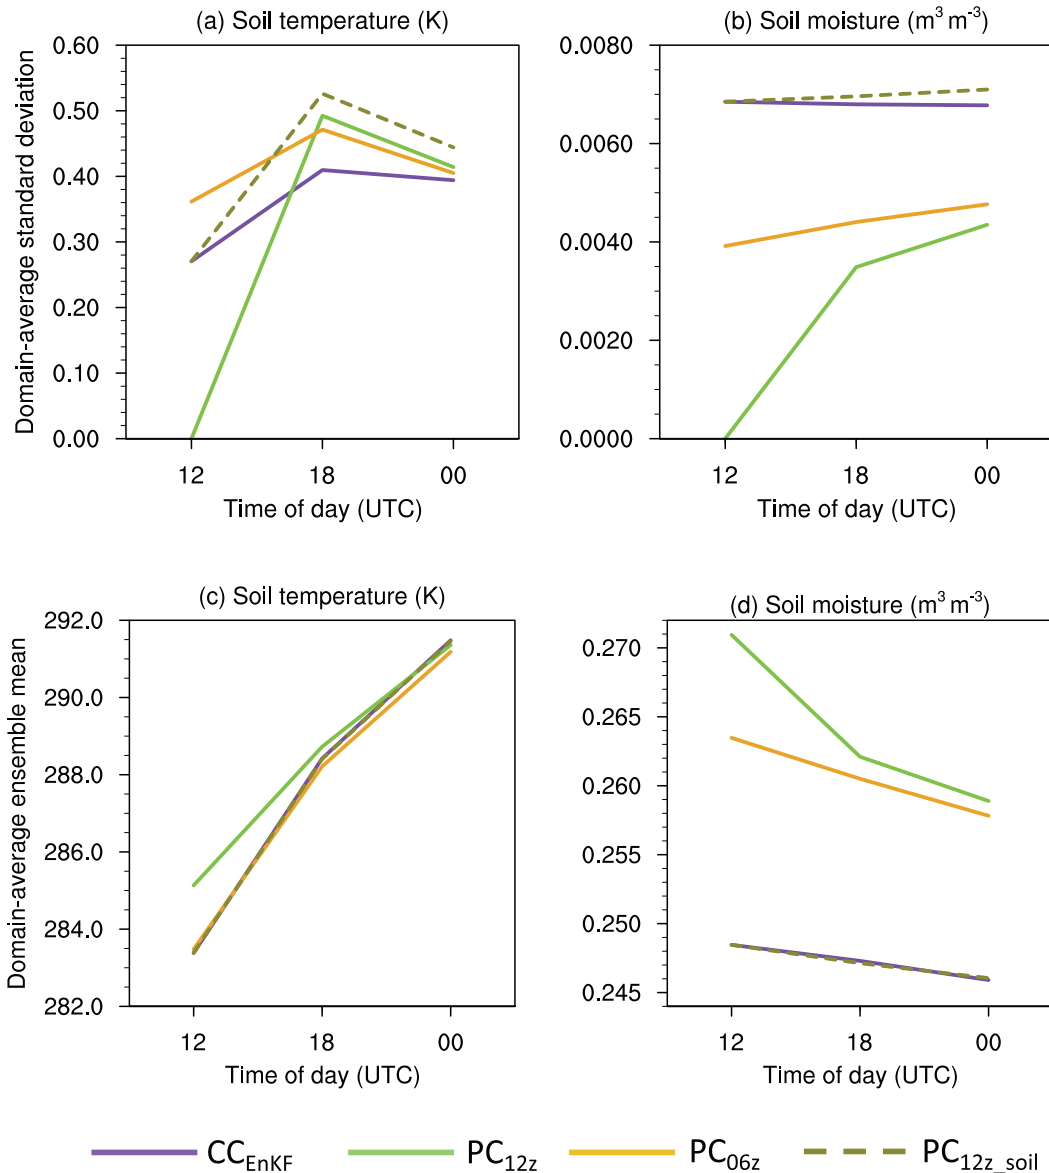 (a) Soil temperature (K)
Domain-average standard deviation
0.60
0.50
0.40
0.30
0.20
0.10
0.00
12 18 00
Time of day (UTC)
(b) Soil moisture (m³ m⁻³)
0.0080
0.0060
0.0040
0.0020
0.0000
12 18 00
Time of day (UTC)
(c) Soil temperature (K)
Domain-average ensemble mean
292.0
290.0
288.0
286.0
284.0
282.0
12 18 00
Time of day (UTC)
(d) Soil moisture (m³ m⁻³)
0.270
0.265
0.260
0.255
0.250
0.245
12 18 00
Time of day (UTC)
CC_EnKF PC_12z PC_06z PC_12z_soil